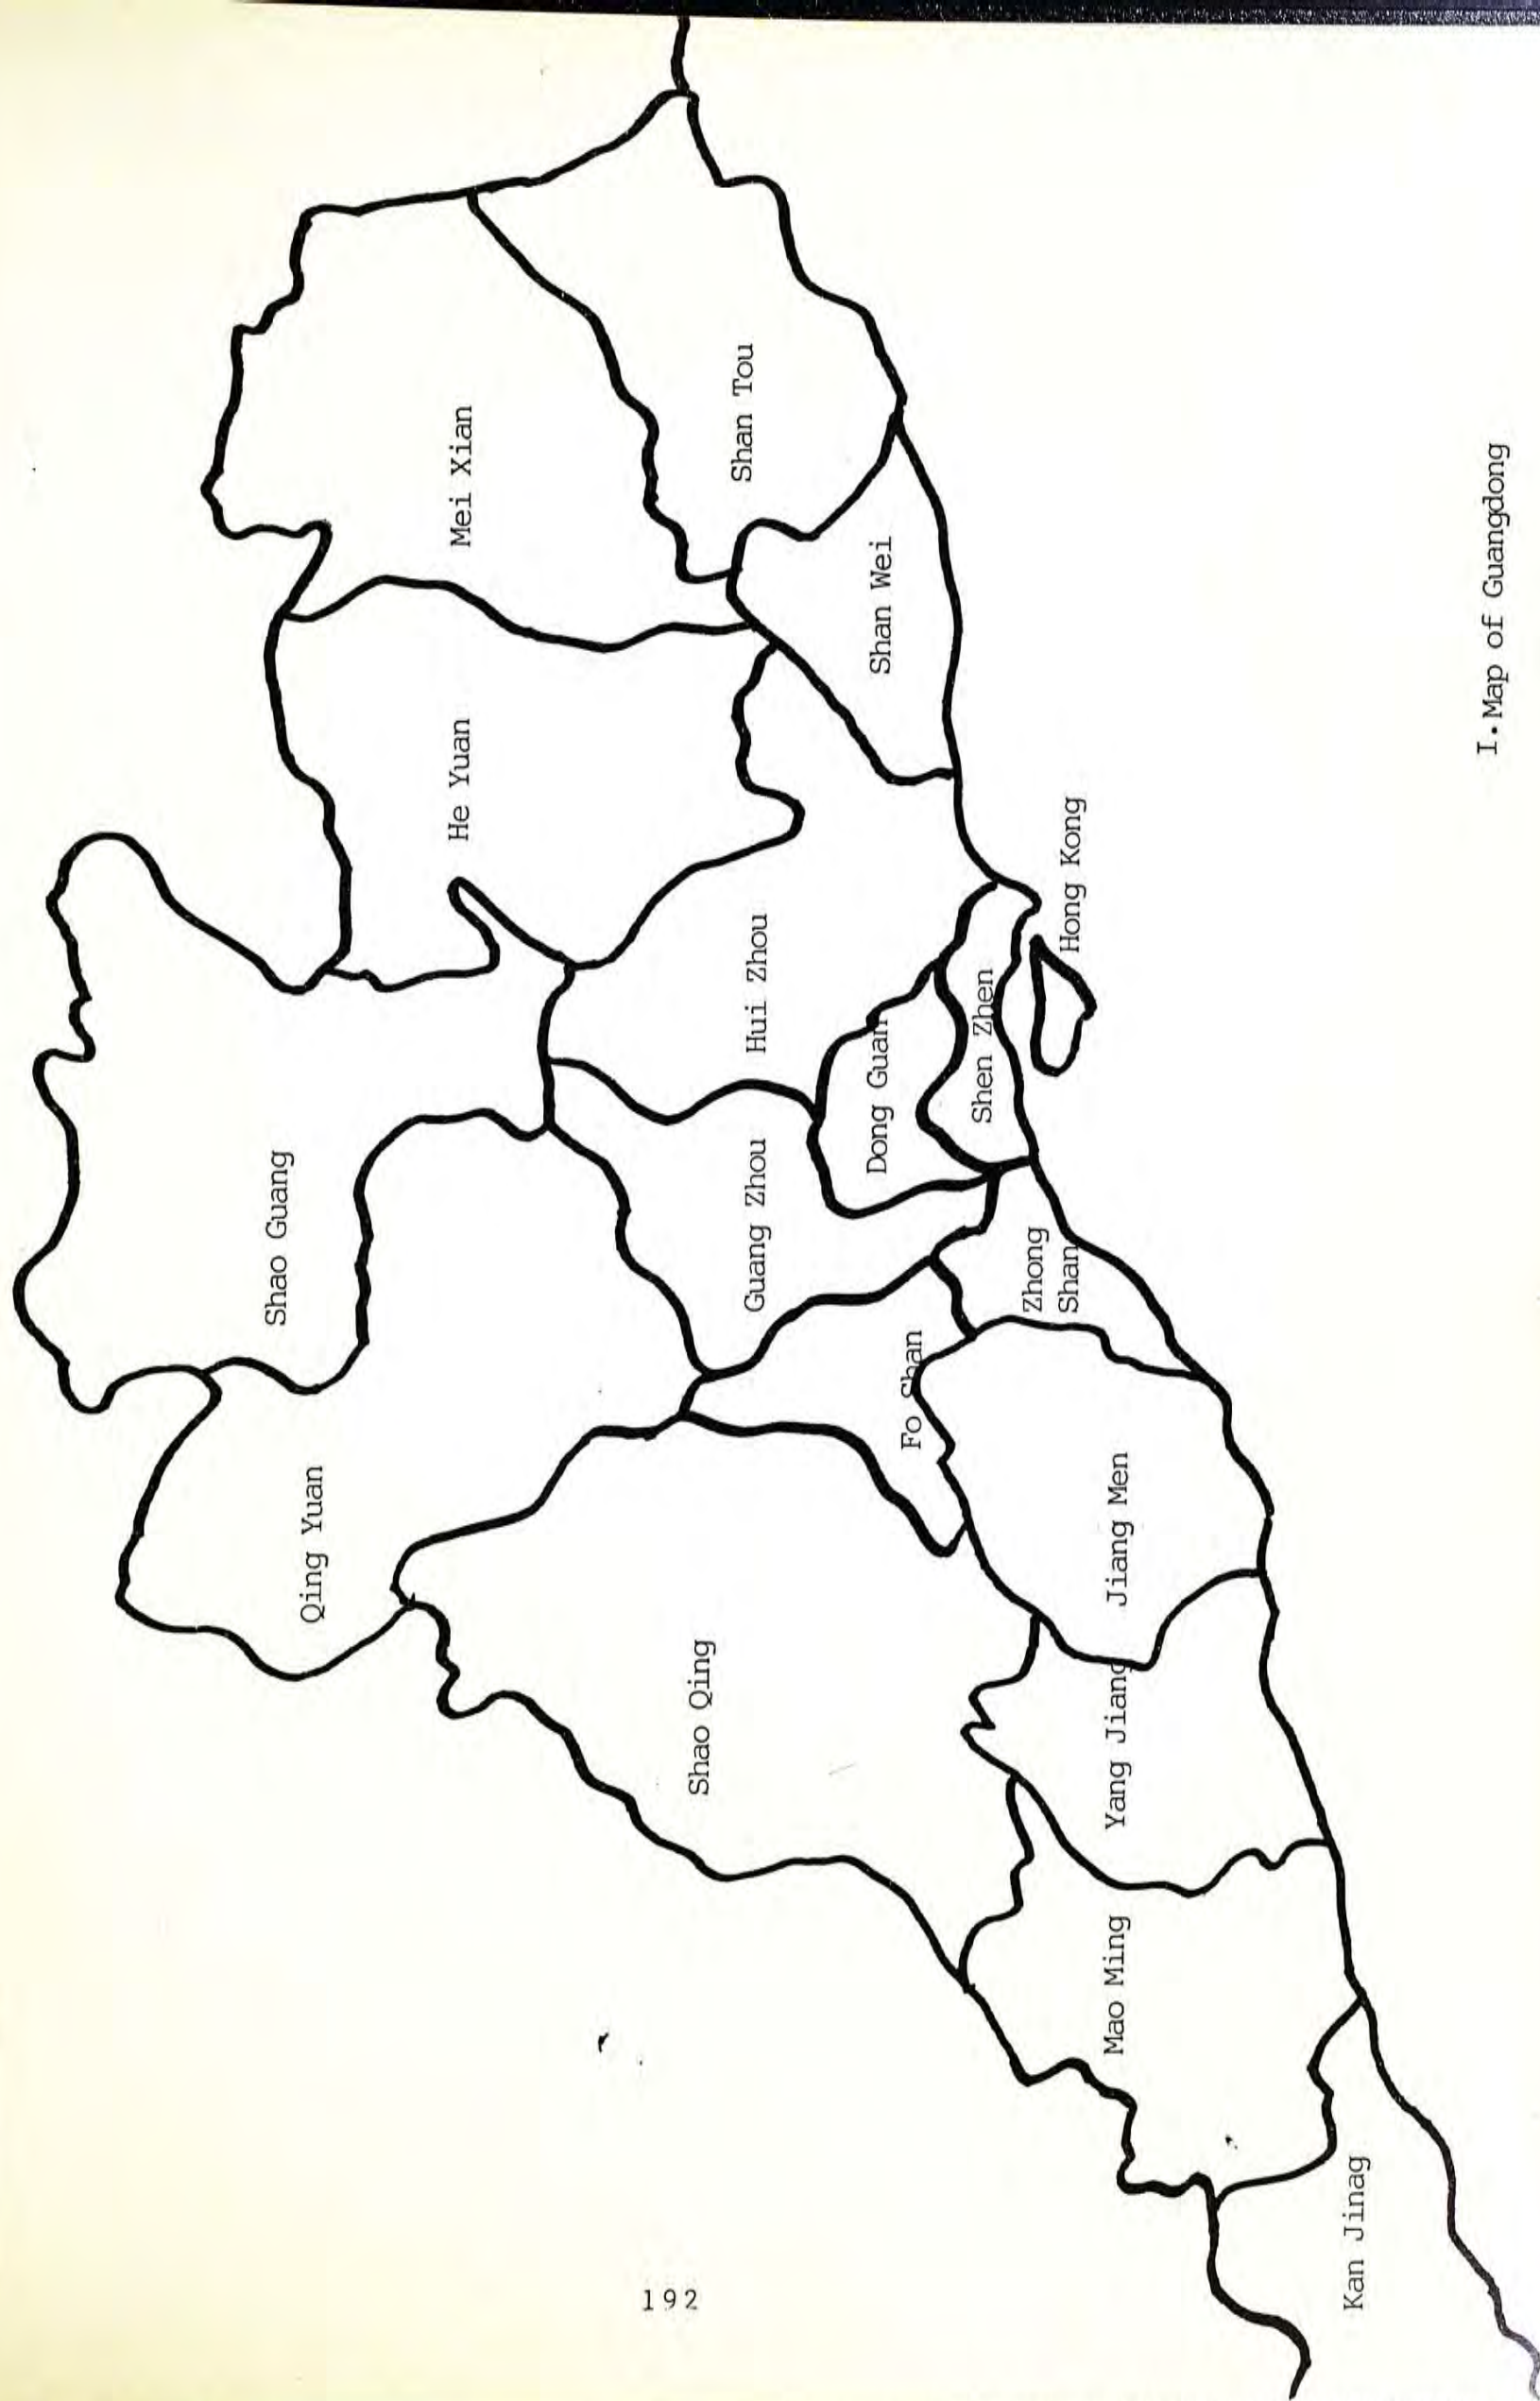 Shao Guang
Qing Yuan
He Yuan
Mei Xian
Shao Qing
Guang Zhou
Hui Zhou
Shan Tou
Fo Shan
Dong Guan
Shan Wei
Shen Zhen
Zhong
Shan
Hong Kong
Mao Ming
Yang Jiang
Jiang Men
Kan Jinag
I.Map of Guangdong
192